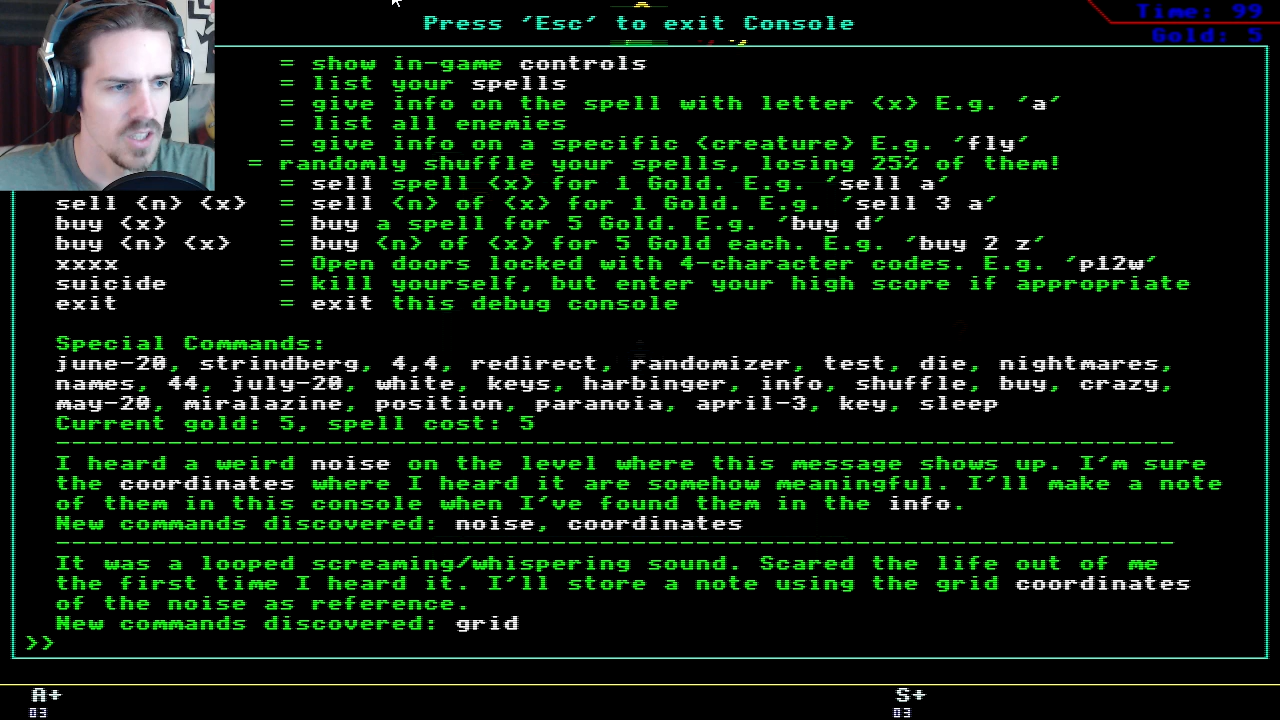 Press 'Esc' to exit Console
Time: 99
Gold: 5
= show in-game controls
= list your spells
= give info on the spell with letter <x> E.g. 'a'
= list all enemies
= give info on a specific <creature> E.g. 'fly'
= randomly shuffle your spells, losing 25% of them!
= sell spell <x> for 1 Gold. E.g. 'sell a'
sell <n> <x> = sell <n> of <x> for 1 Gold. E.g. 'sell 3 a'
buy <x> = buy a spell for 5 Gold. E.g. 'buy d'
buy <n> <x> = buy <n> of <x> for 5 Gold each. E.g. 'buy 2 z'
xxxx = Open doors locked with 4-character codes. E.g. 'p12w'
suicide = kill yourself, but enter your high score if appropriate
exit = exit this debug console
Special Commands:
june-20, strindberg, 4,4, redirect, randomizer, test, die, nightmares,
names, 44, july-20, white, keys, harbinger, info, shuffle, buy, crazy,
may-20, miralazine, position, paranoia, april-3, key, sleep
Current gold: 5, spell cost: 5
----------------------------------------------------------------------
I heard a weird noise on the level where this message shows up. I'm sure
the coordinates where I heard it are somehow meaningful. I'll make a note
of them in this console when I've found them in the info.
New commands discovered: noise, coordinates
----------------------------------------------------------------------
It was a looped screaming/whispering sound. Scared the life out of me
the first time I heard it. I'll store a note using the grid coordinates
of the noise as reference.
New commands discovered: grid
>>
A+ S+
03 03